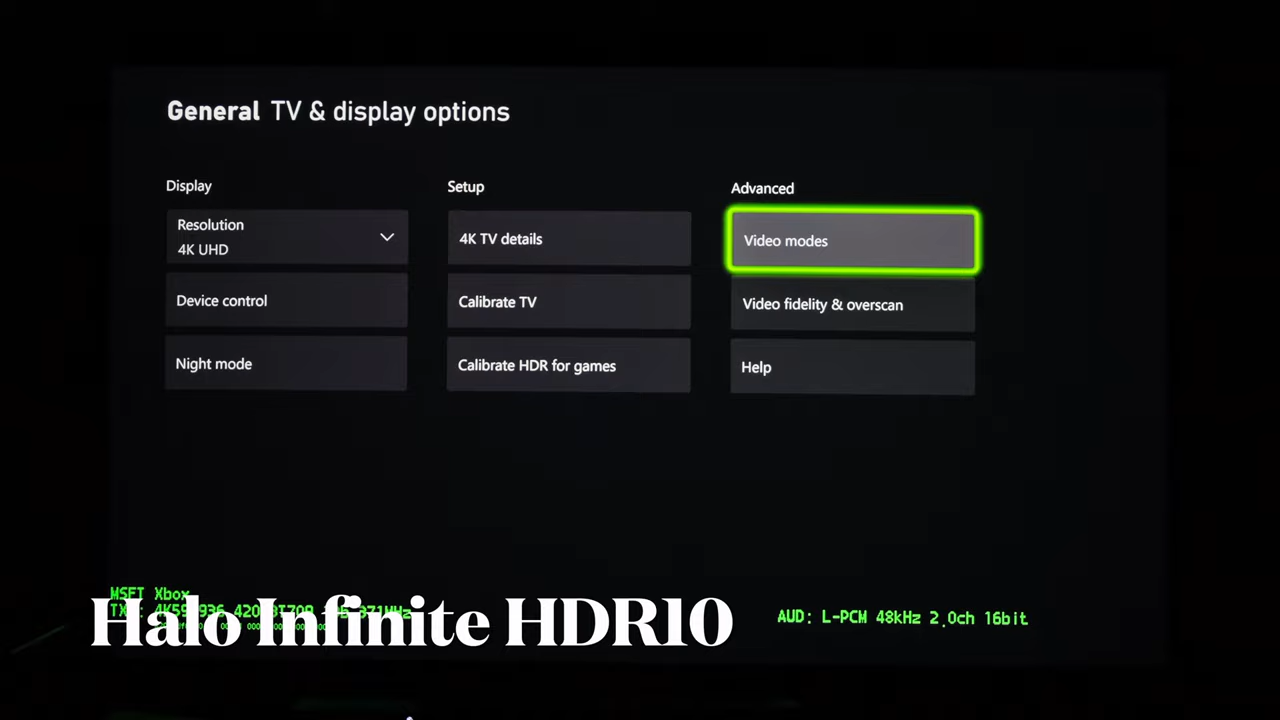 General TV & display options
Display
Resolution
4K UHD
Device control
Night mode
Setup
4K TV details
Calibrate TV
Calibrate HDR for games
Advanced
Video modes
Video fidelity & overscan
Help
MSFT Xbox
Halo Infinite HDR10
AUD: L-PCM 48kHz 2.0ch 16bit